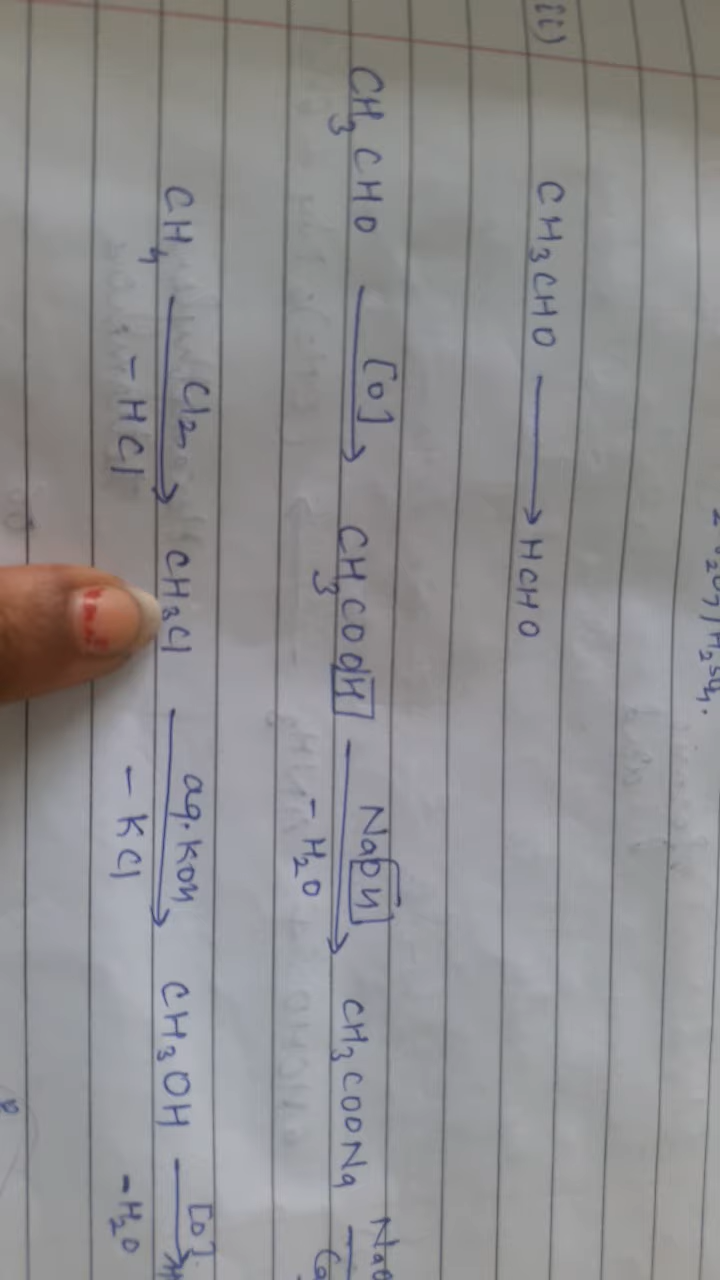 ii) CH3CHO → HCHO
CH3CHO [O] → CH3COOH NaOH → - H2O CH3COONa
CH4 Cl2 → - HCl CH3Cl aq. KOH → - KCl CH3OH [O] → - H2O